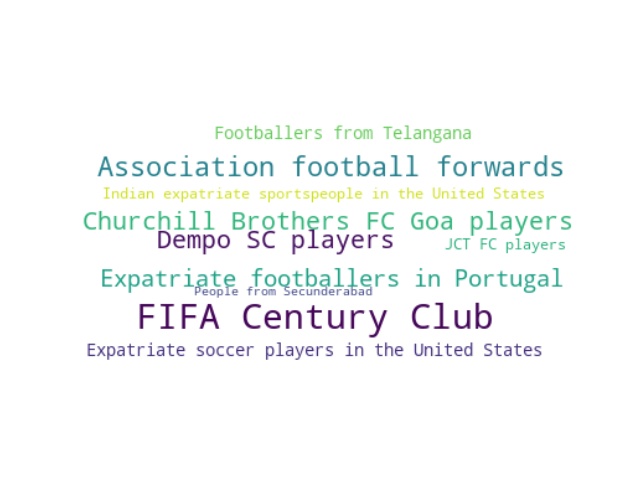 Footballers from Telangana
Association football forwards
Indian expatriate sportspeople in the United States
Churchill Brothers FC Goa players
Dempo SC players
JCT FC players
Expatriate footballers in Portugal
People from Secunderabad
FIFA Century Club
Expatriate soccer players in the United States